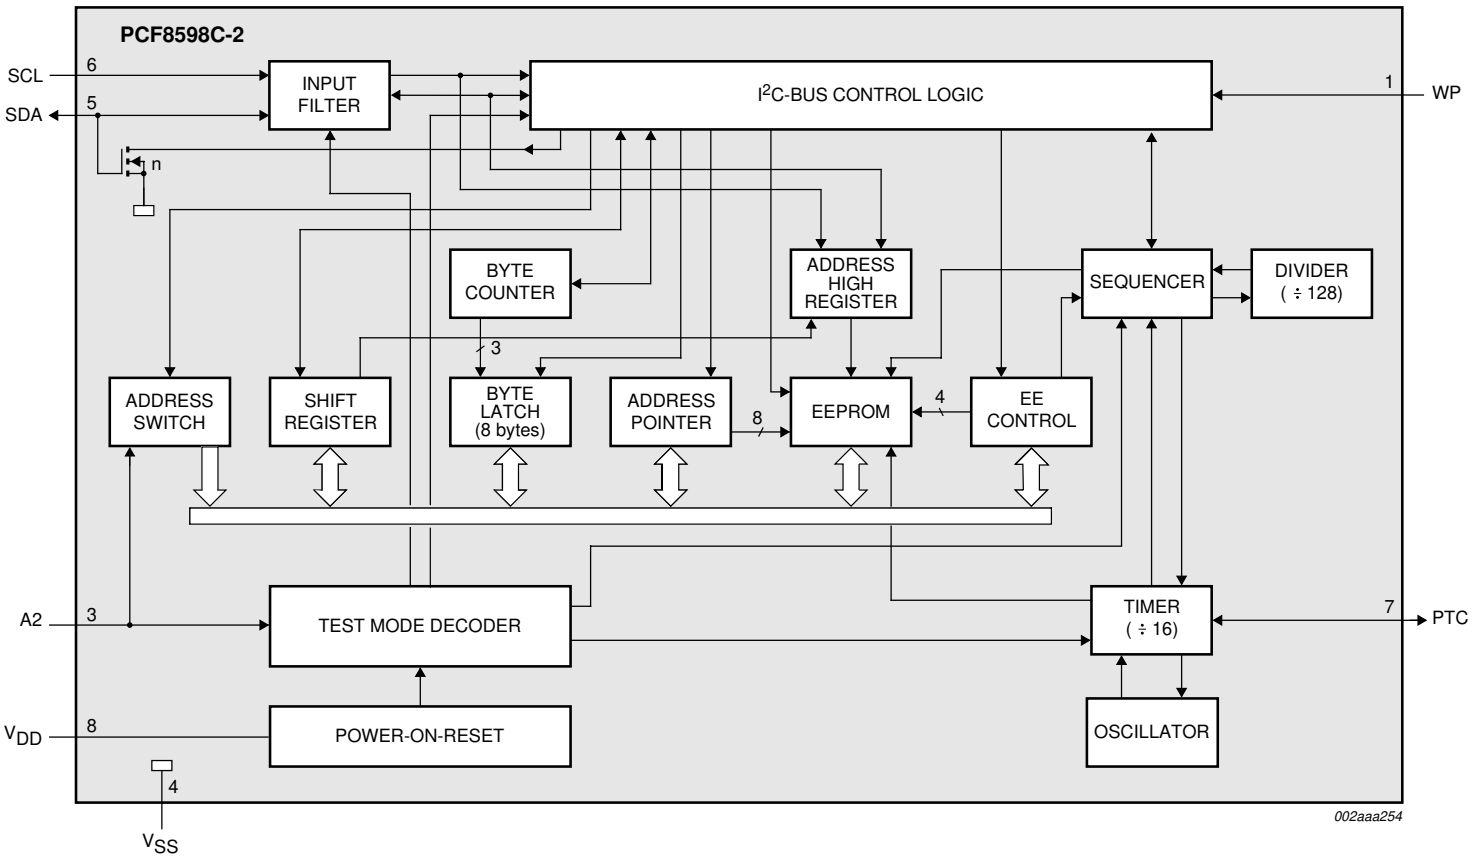 PCF8598C-2
SCL
6
SDA
5
INPUT
FILTER
I2C-BUS CONTROL LOGIC
1
WP
n
BYTE
COUNTER
ADDRESS
HIGH
REGISTER
SEQUENCER
DIVIDER
( ÷ 128)
3
ADDRESS
SWITCH
SHIFT
REGISTER
BYTE
LATCH
(8 bytes)
ADDRESS
POINTER
8
EEPROM
4
EE
CONTROL
A2
3
TEST MODE DECODER
TIMER
( ÷ 16)
7
PTC
VDD
8
POWER-ON-RESET
OSCILLATOR
4
VSS
002aaa254